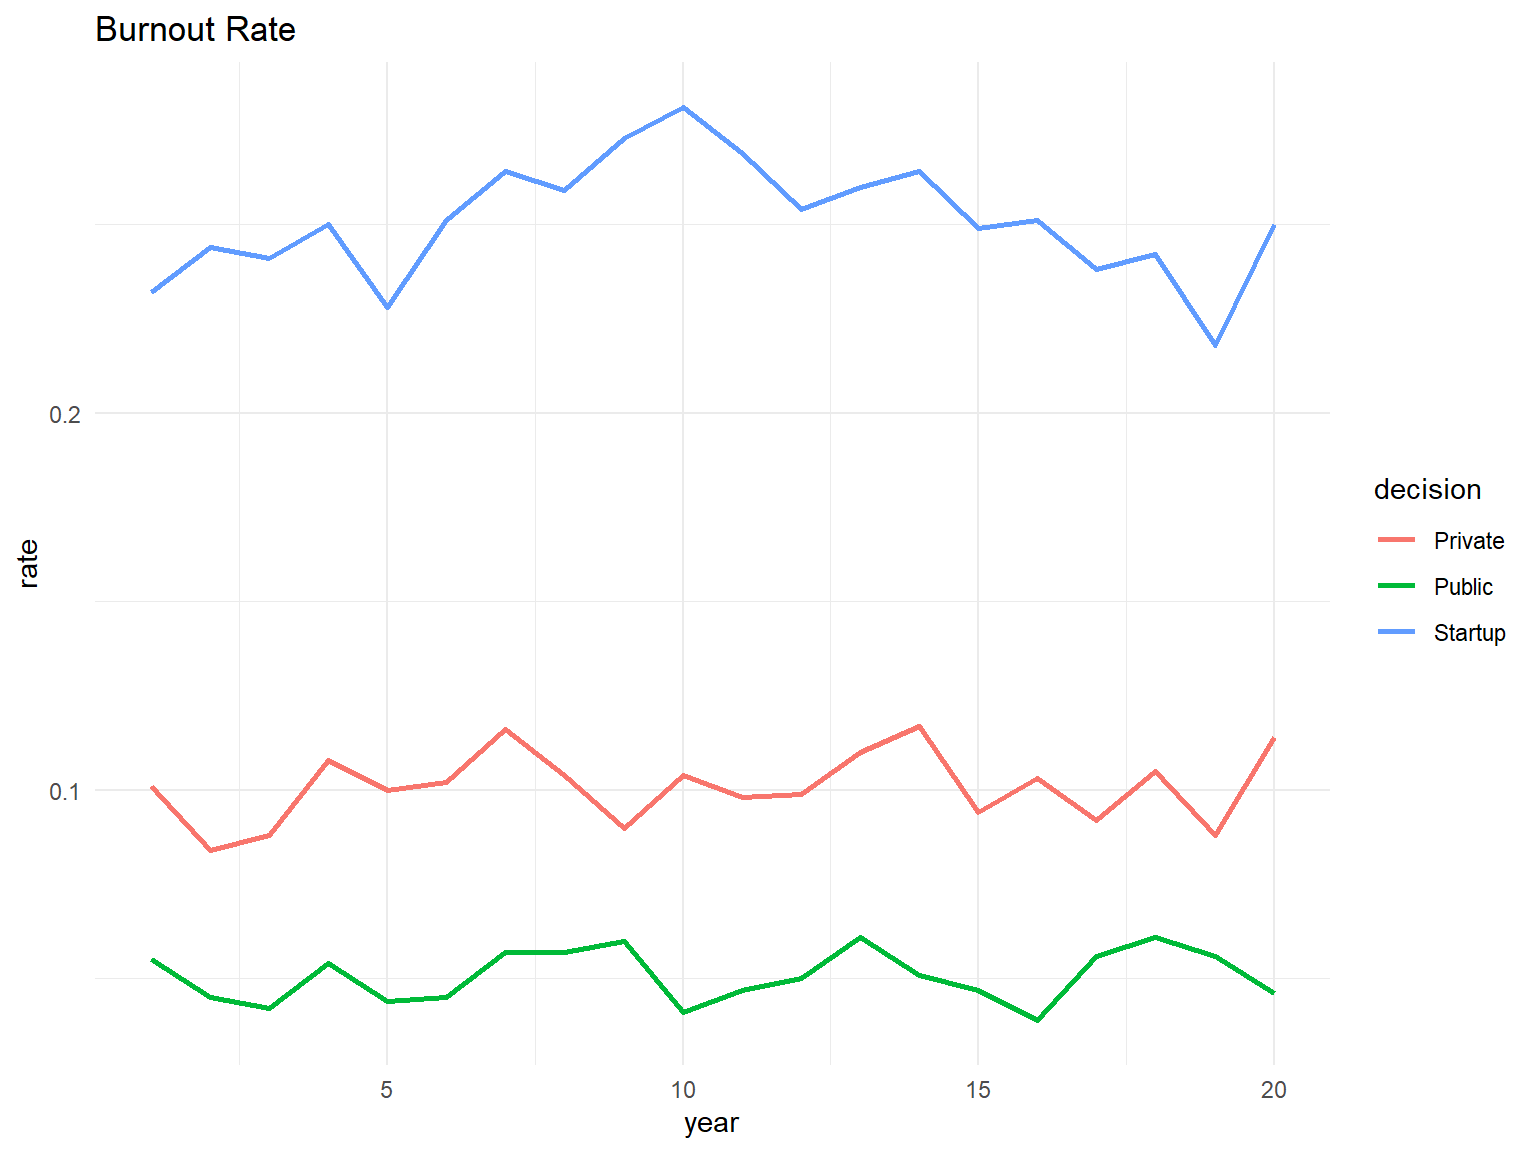 Burnout Rate
0.2
0.1
rate
5 10 15 20
year
decision
Private
Public
Startup